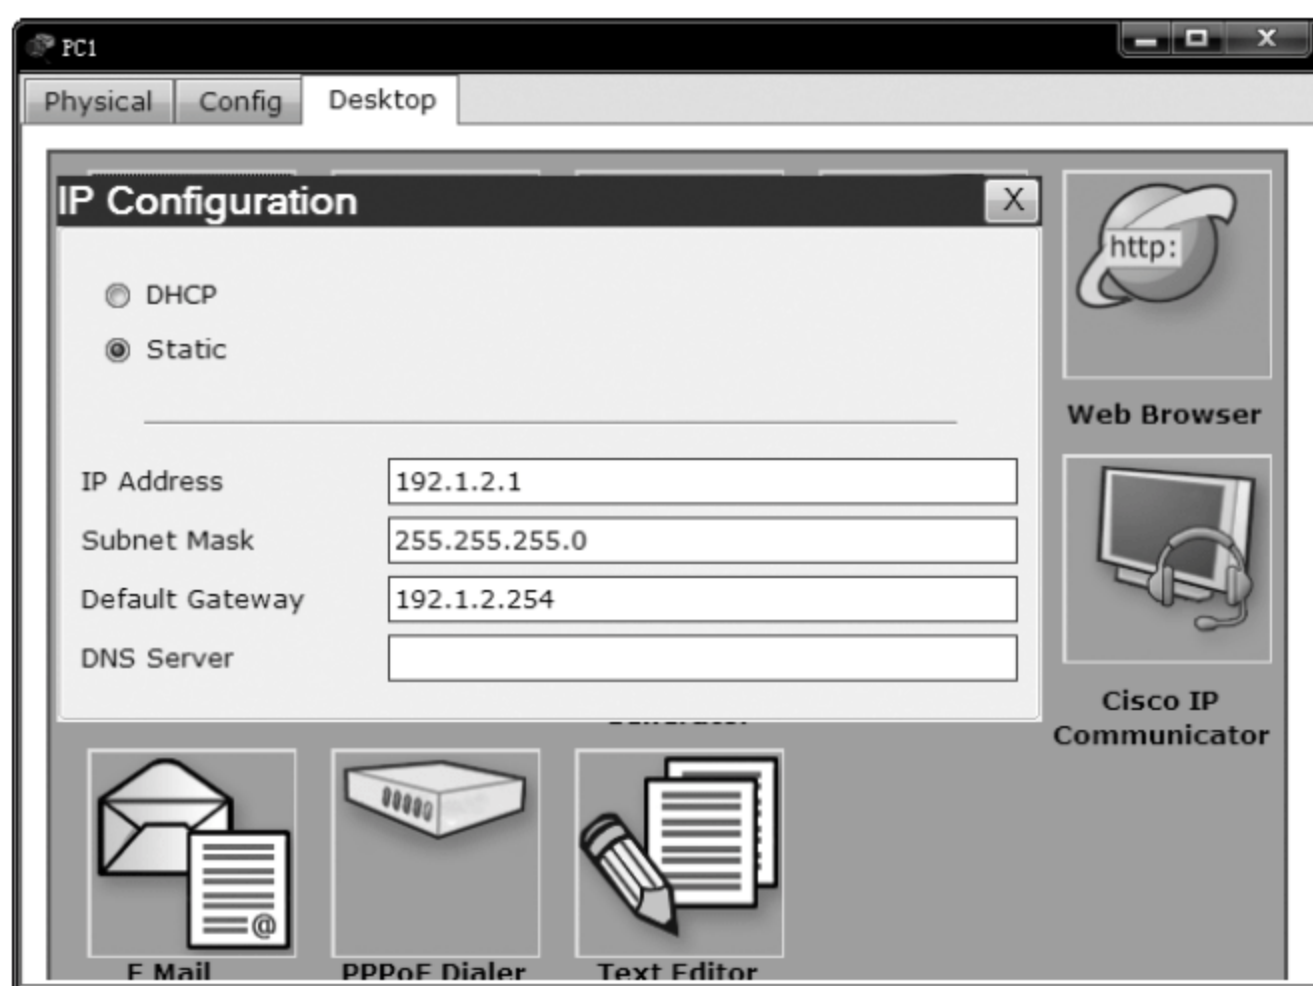 PC1
Physical Config Desktop
IP Configuration X
http:
DHCP
Static
Web Browser
IP Address 192.1.2.1
Subnet Mask 255.255.255.0
Default Gateway 192.1.2.254
DNS Server
Cisco IP
Communicator
@
E Mail PPPoE Dialer Text Editor